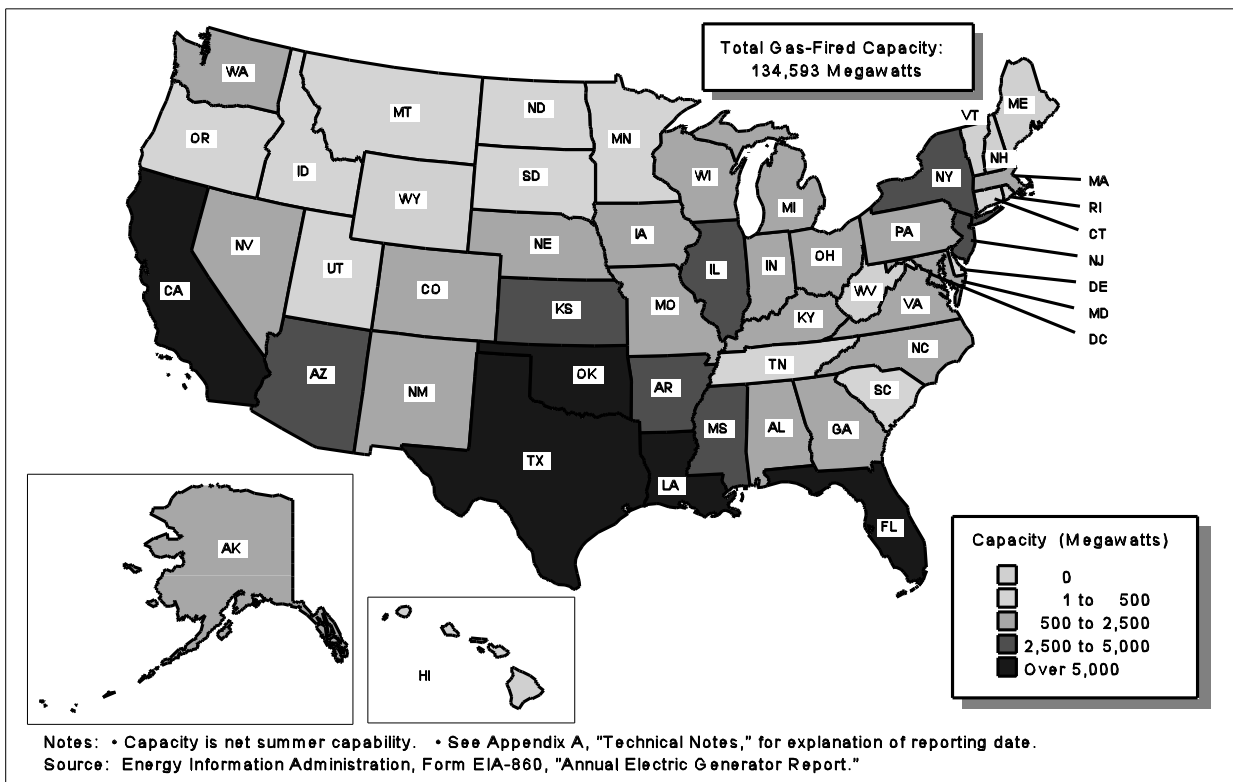 Total Gas-Fired Capacity:
134,593 Megawatts
WA
MT
ND
MN
VT
ME
OR
ID
SD
WI
NH
NY
MA
WY
MI
RI
NV
NE
IA
PA
CT
UT
CO
IL
IN
OH
NJ
CA
KS
MO
WV
VA
DE
KY
MD
DC
AZ
NM
OK
AR
TN
NC
SC
MS
AL
GA
TX
LA
FL
AK
HI
Capacity (Megawatts)
0
1 to 500
500 to 2,500
2,500 to 5,000
Over 5,000
Notes: • Capacity is net summer capability. • See Appendix A, "Technical Notes," for explanation of reporting date.
Source: Energy Information Administration, Form EIA-860, "Annual Electric Generator Report."